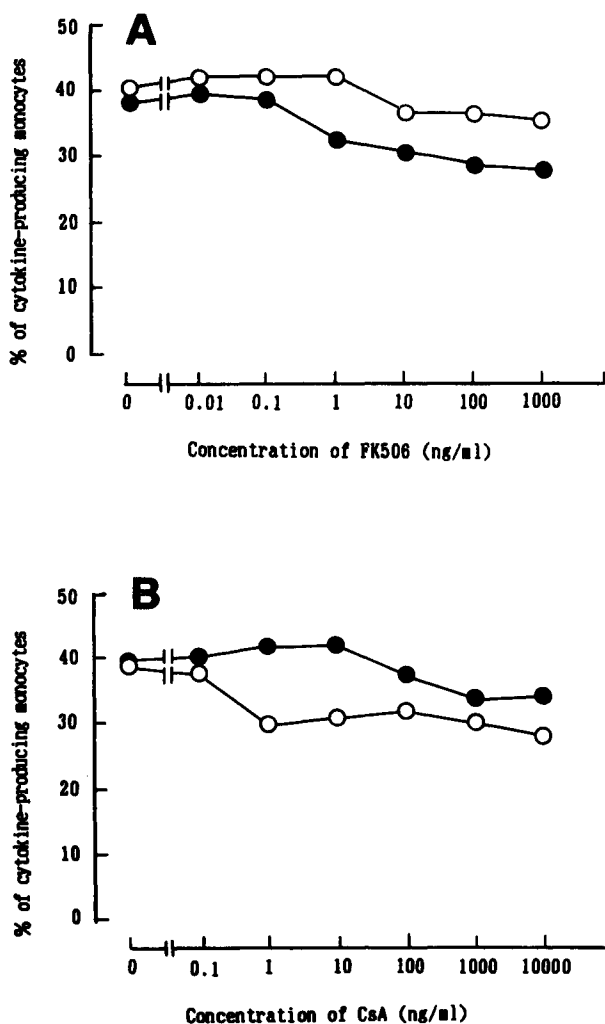 A
% of cytokine-producing monocytes
50
40
30
20
10
0
0 0.01 0.1 1 10 100 1000
Concentration of FK506 (ng/ml)
B
% of cytokine-producing monocytes
50
40
30
20
10
0
0 0.1 1 10 100 1000 10000
Concentration of CsA (ng/ml)